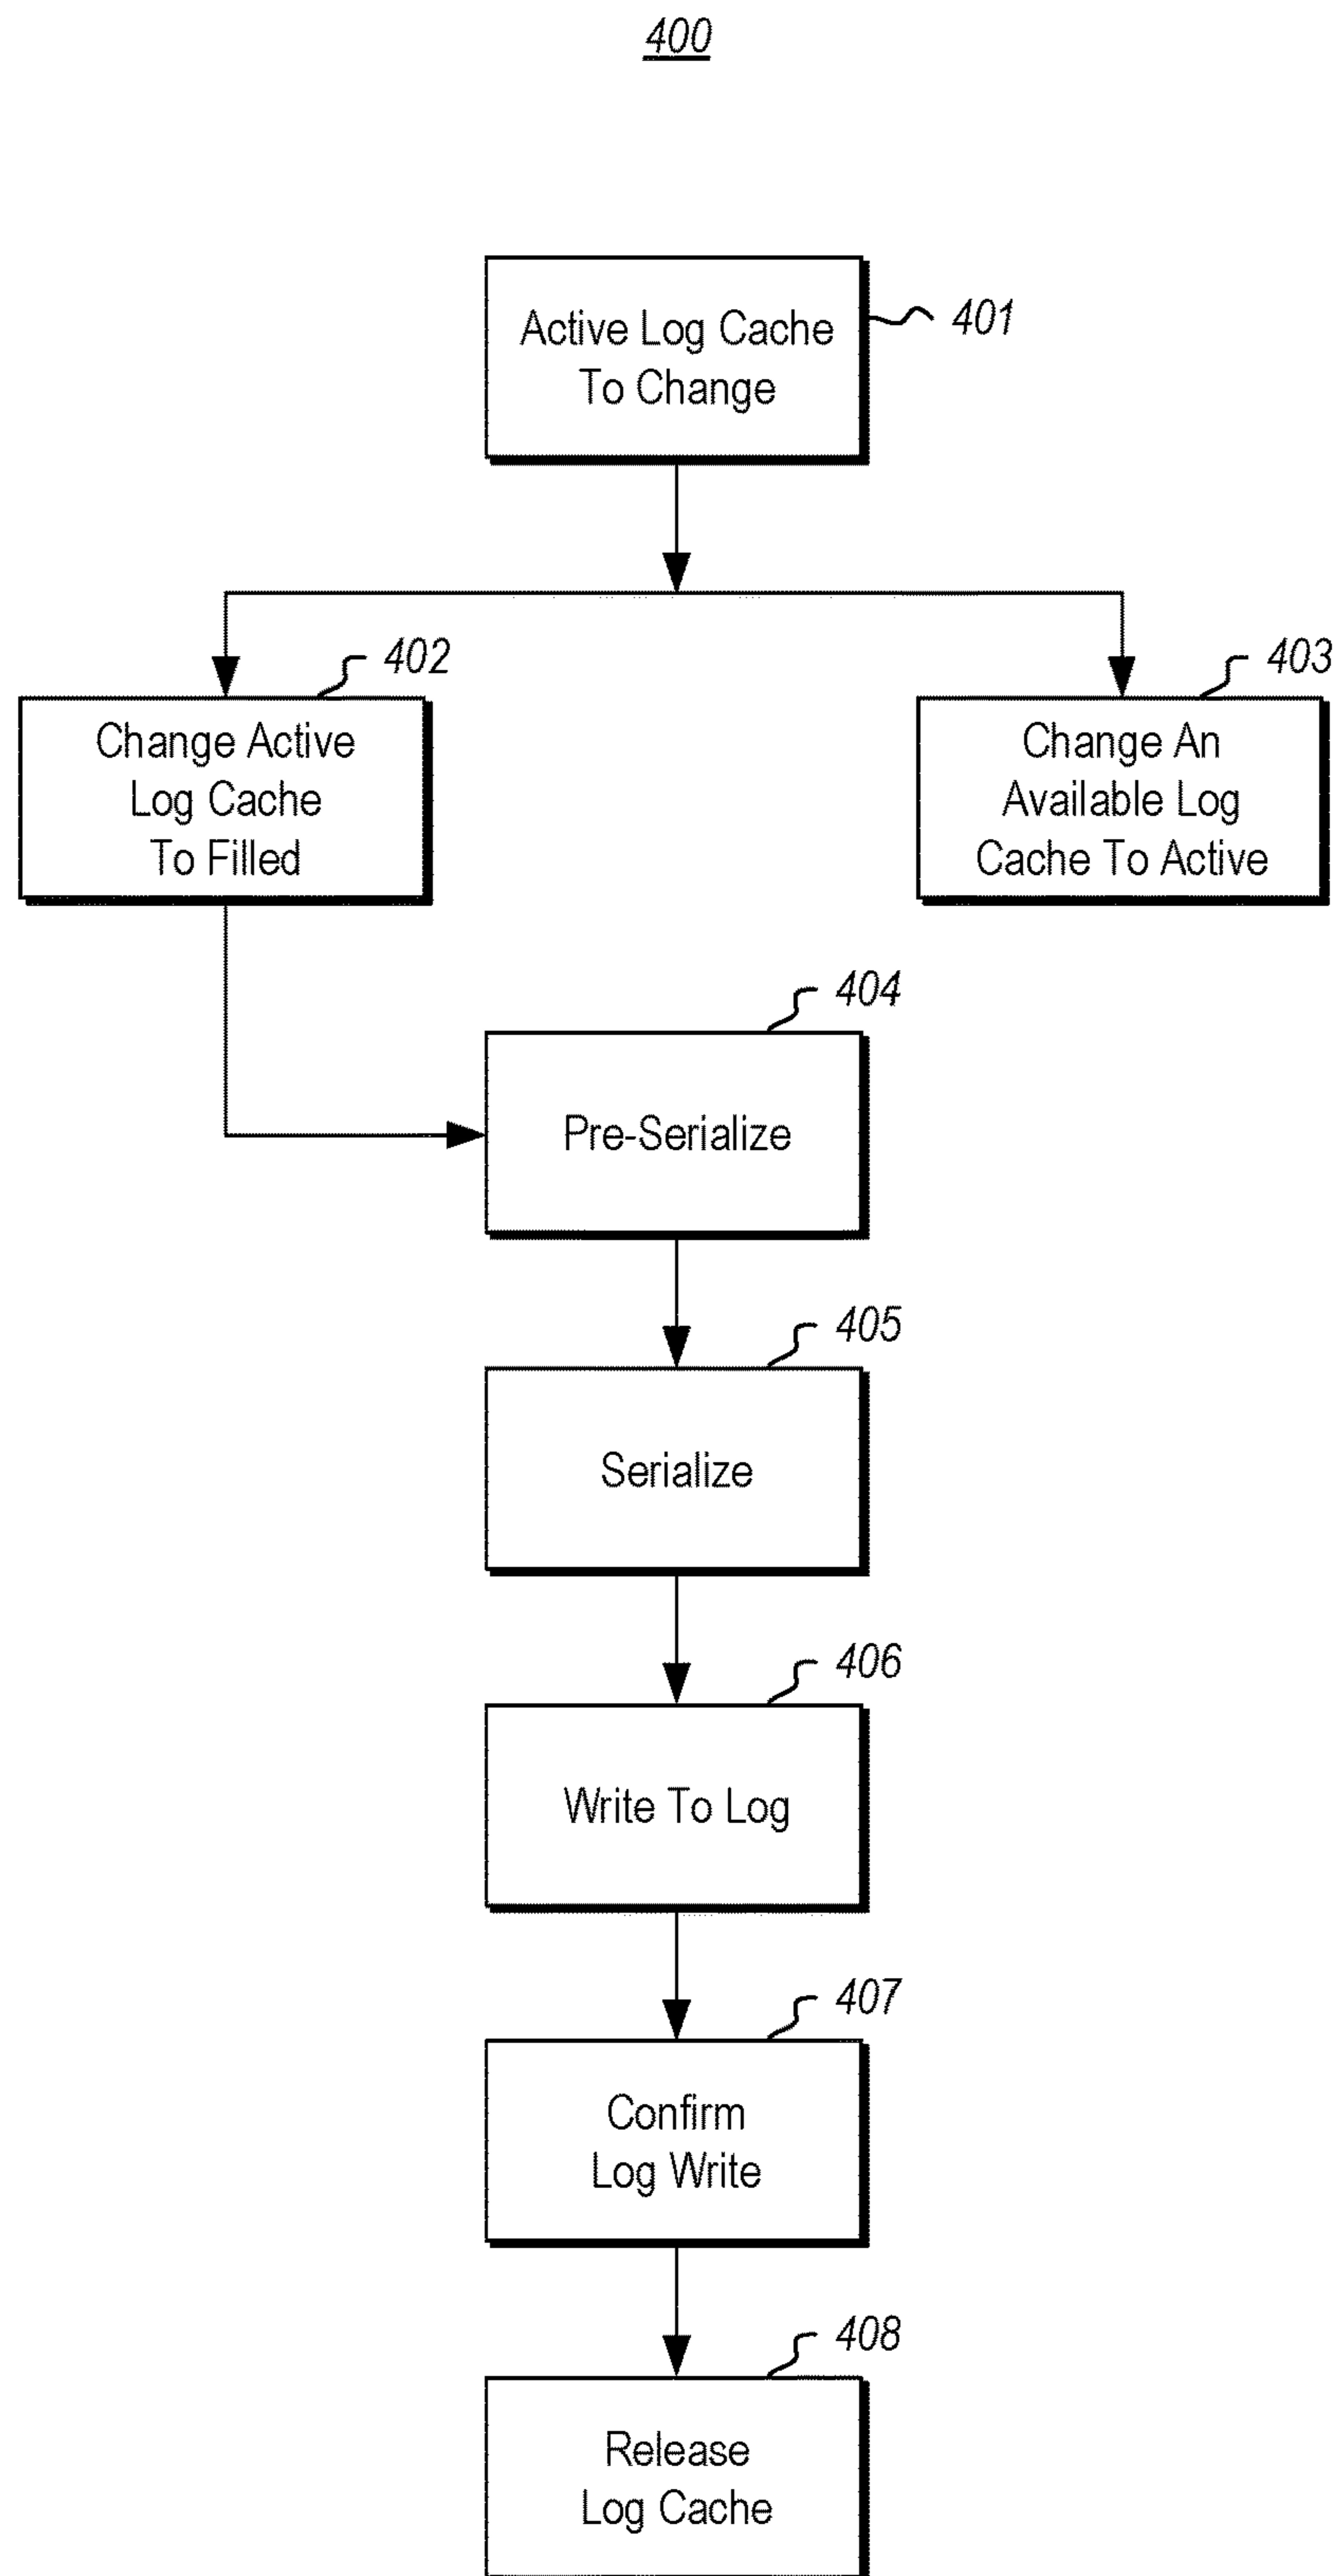 400
Active Log Cache
To Change
401
402
Change Active
Log Cache
To Filled
403
Change An
Available Log
Cache To Active
404
Pre-Serialize
405
Serialize
406
Write To Log
407
Confirm
Log Write
408
Release
Log Cache